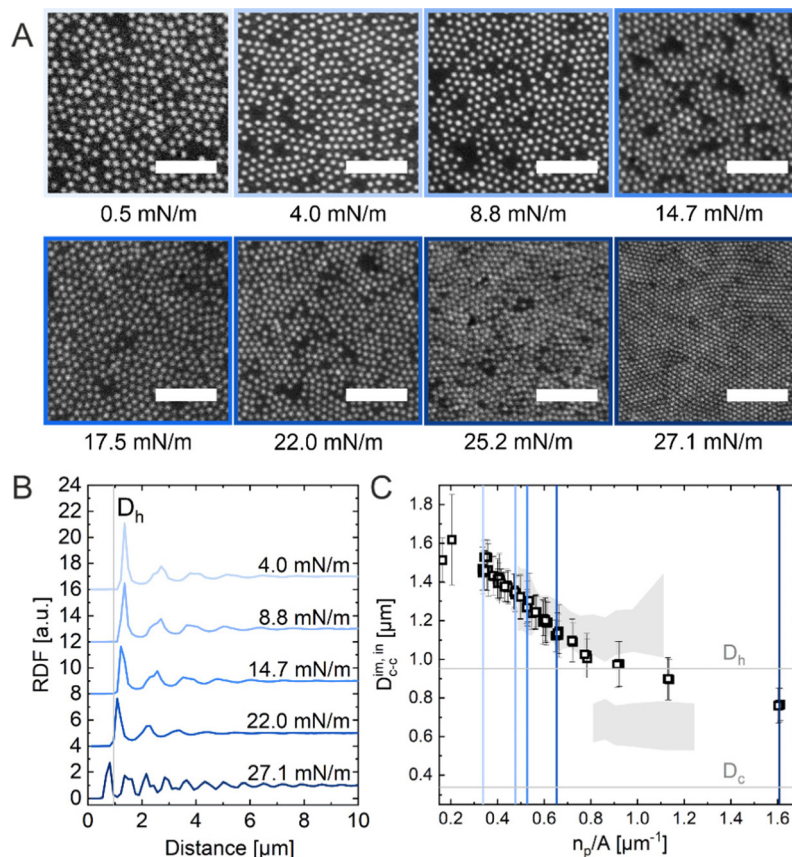 A
0.5 mN/m 4.0 mN/m 8.8 mN/m 14.7 mN/m
17.5 mN/m 22.0 mN/m 25.2 mN/m 27.1 mN/m
B
24
22
20
18
16
14
12
10
8
6
4
2
0
RDF [a.u.]
Dh
4.0 mN/m
8.8 mN/m
14.7 mN/m
22.0 mN/m
27.1 mN/m
0 2 4 6 8 10
Distance [µm]
C
1.8
1.6
1.4
1.2
1.0
0.8
0.6
0.4
D^im, in_c-c [µm]
Dh
Dc
0.2 0.4 0.6 0.8 1.0 1.2 1.4 1.6
np/A [µm⁻¹]